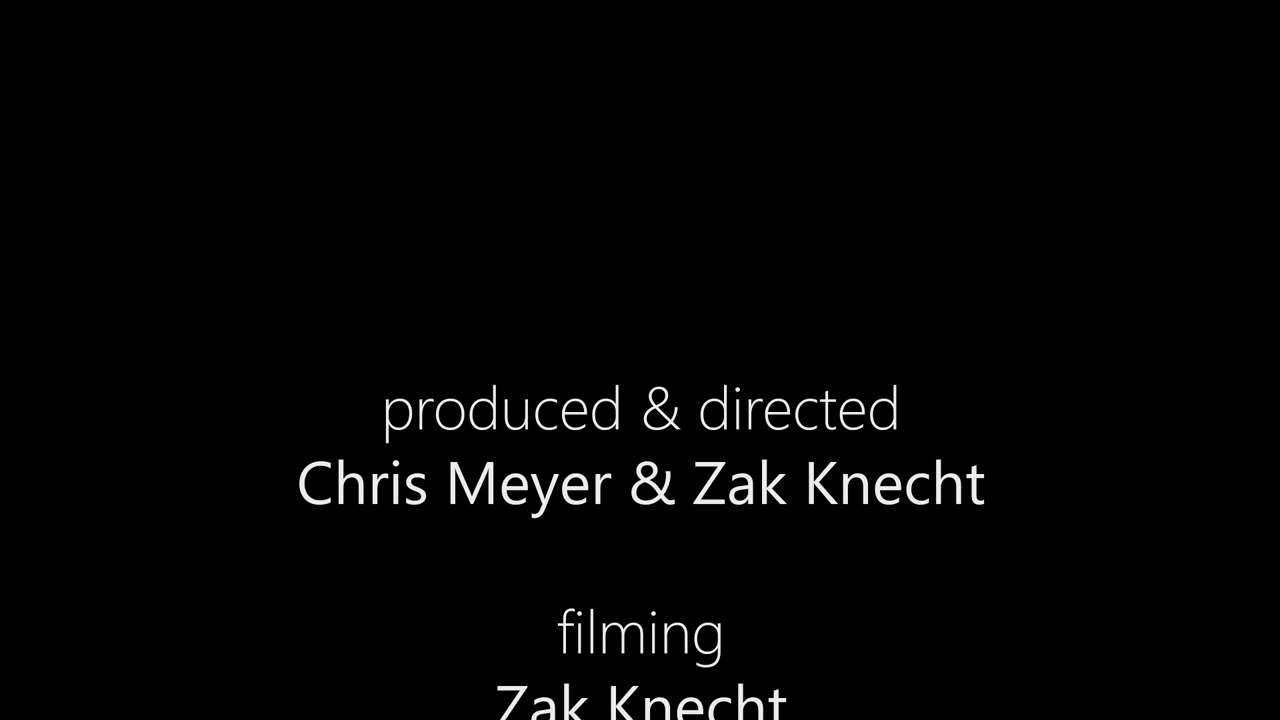 produced & directed
Chris Meyer & Zak Knecht
filming
Zak Knecht